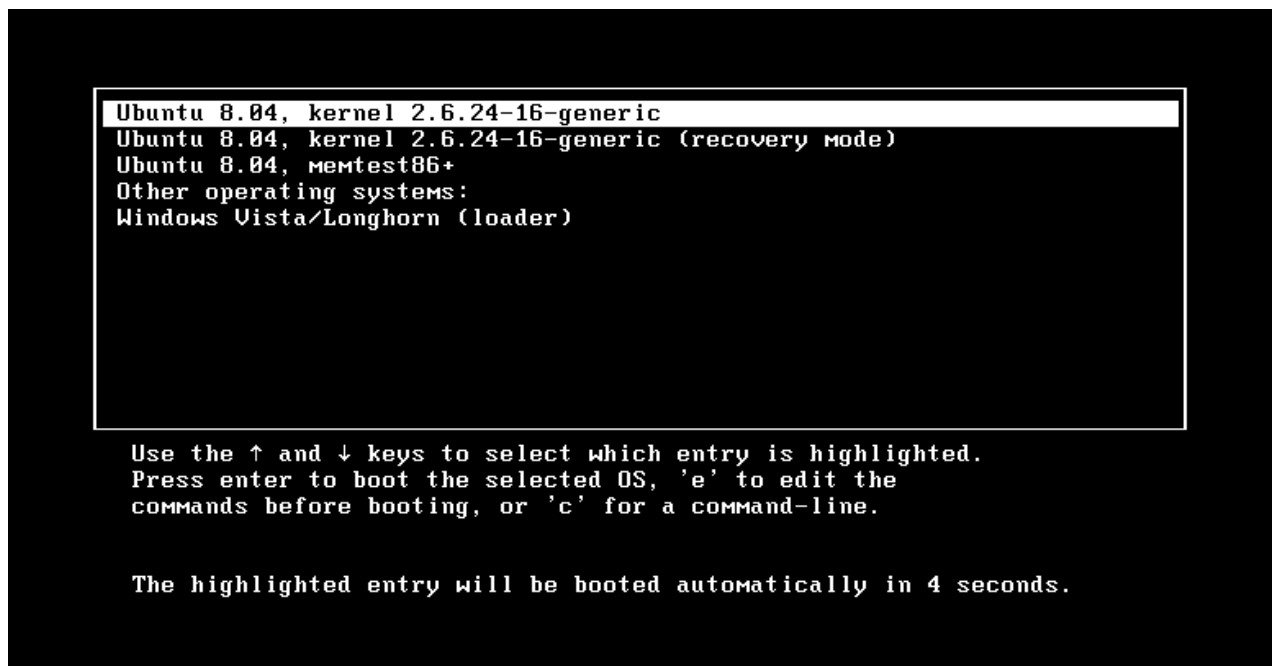 Ubuntu 8.04, kernel 2.6.24-16-generic
Ubuntu 8.04, kernel 2.6.24-16-generic (recovery mode)
Ubuntu 8.04, memtest86+
Other operating systems:
Windows Vista/Longhorn (loader)
Use the ↑ and ↓ keys to select which entry is highlighted.
Press enter to boot the selected OS, 'e' to edit the
commands before booting, or 'c' for a command-line.
The highlighted entry will be booted automatically in 4 seconds.